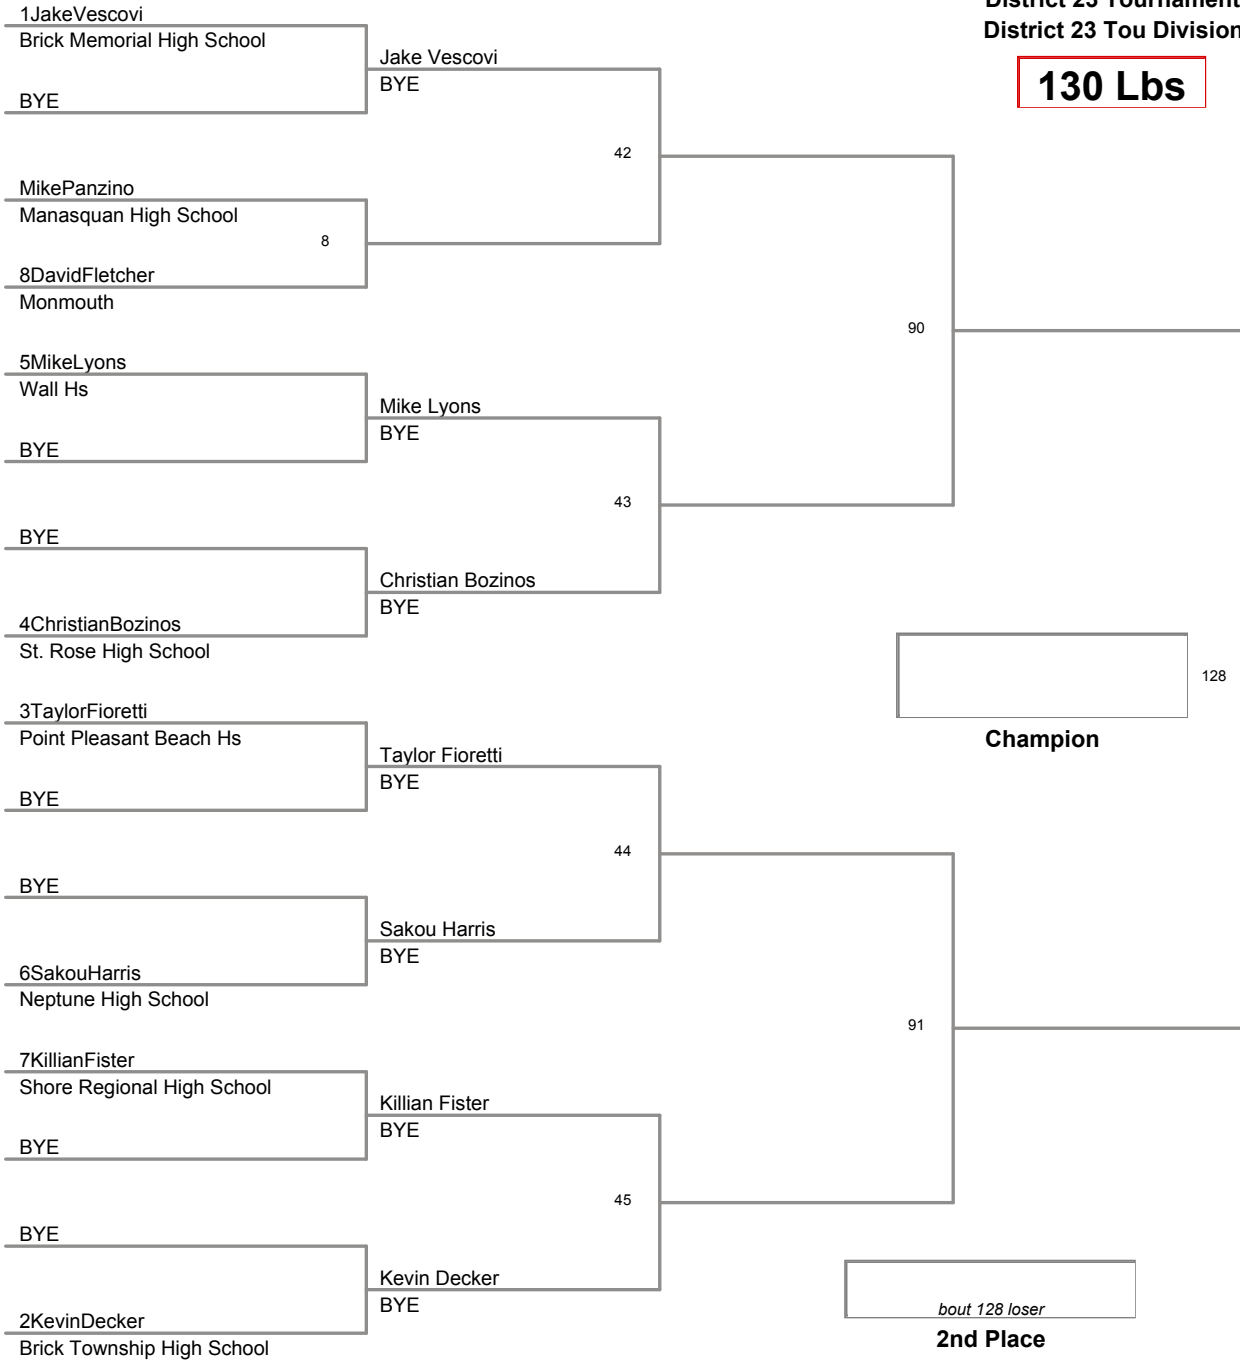 District 23 Tournament
District 23 Tou Division
130 Lbs
1JakeVescovi
Brick Memorial High School
BYE
Jake Vescovi
BYE
42
MikePanzino
Manasquan High School
8
8DavidFletcher
Monmouth
90
5MikeLyons
Wall Hs
BYE
Mike Lyons
BYE
43
BYE
4ChristianBozinos
St. Rose High School
Christian Bozinos
BYE
128
Champion
3TaylorFioretti
Point Pleasant Beach Hs
BYE
Taylor Fioretti
BYE
44
BYE
6SakouHarris
Neptune High School
Sakou Harris
BYE
91
7KillianFister
Shore Regional High School
BYE
Killian Fister
BYE
45
BYE
2KevinDecker
Brick Township High School
Kevin Decker
BYE
bout 128 loser
2nd Place